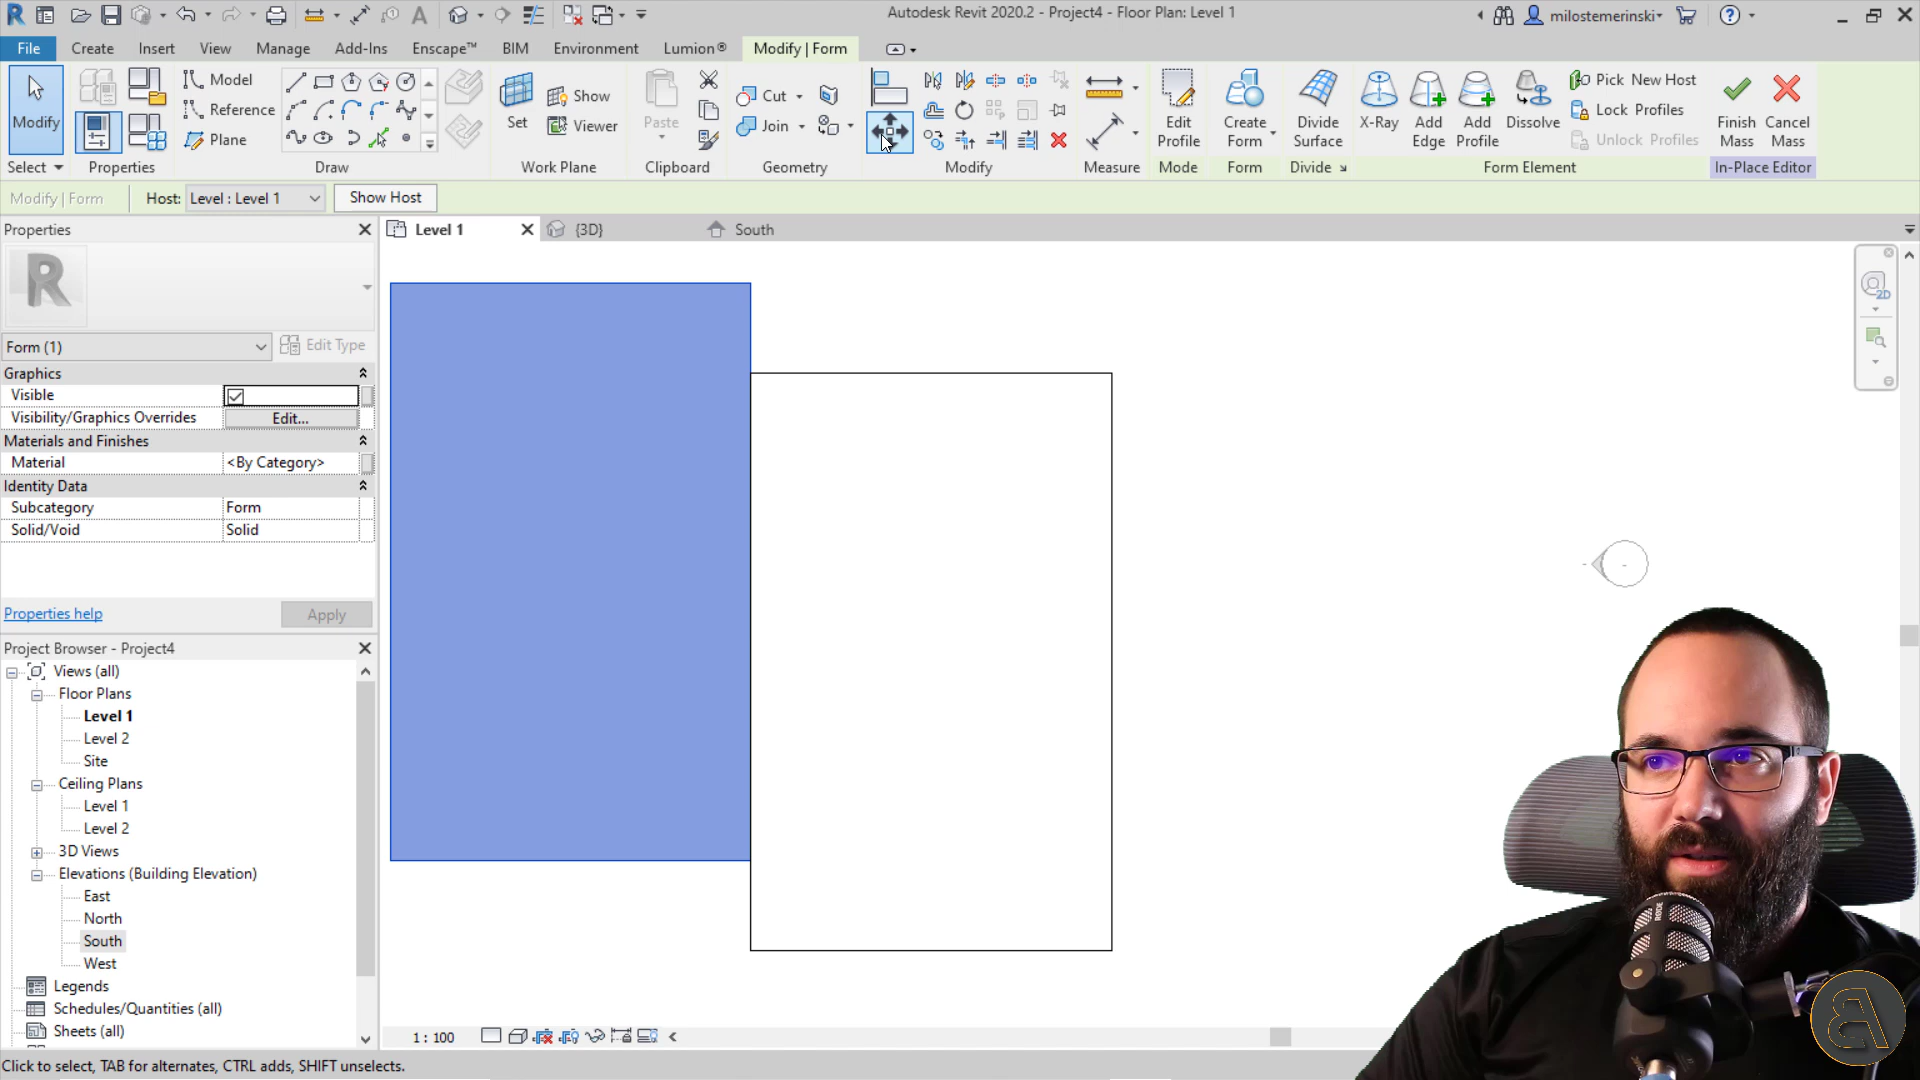 Autodesk Revit 2020.2 - Project4 - Floor Plan: Level 1
milostemerinski
File
Create
Insert
View
Manage
Add-Ins
Enscape™
BIM
Environment
Lumion®
Modify | Form
Modify
Model
Reference
Plane
Set
Show
Viewer
Paste
Cut
Join
Edit Profile
Create Form
Divide Surface
X-Ray
Add Edge
Add Profile
Dissolve
Pick New Host
Lock Profiles
Unlock Profiles
Finish Mass
Cancel Mass
Select
Properties
Draw
Work Plane
Clipboard
Geometry
Modify
Measure
Mode
Form
Divide
Form Element
In-Place Editor
Modify | Form
Host: Level : Level 1
Show Host
Properties
Level 1
{3D}
South
R
2D
Form (1)
Edit Type
Graphics
Visible
Visibility/Graphics Overrides
Edit...
Materials and Finishes
Material
<By Category>
Identity Data
Subcategory
Form
Solid/Void
Solid
Properties help
Apply
Project Browser - Project4
Views (all)
Floor Plans
Level 1
Level 2
Site
Ceiling Plans
Level 1
Level 2
3D Views
Elevations (Building Elevation)
East
North
South
West
Legends
Schedules/Quantities (all)
Sheets (all)
1 : 100
RØDE
Click to select, TAB for alternates, CTRL adds, SHIFT unselects.